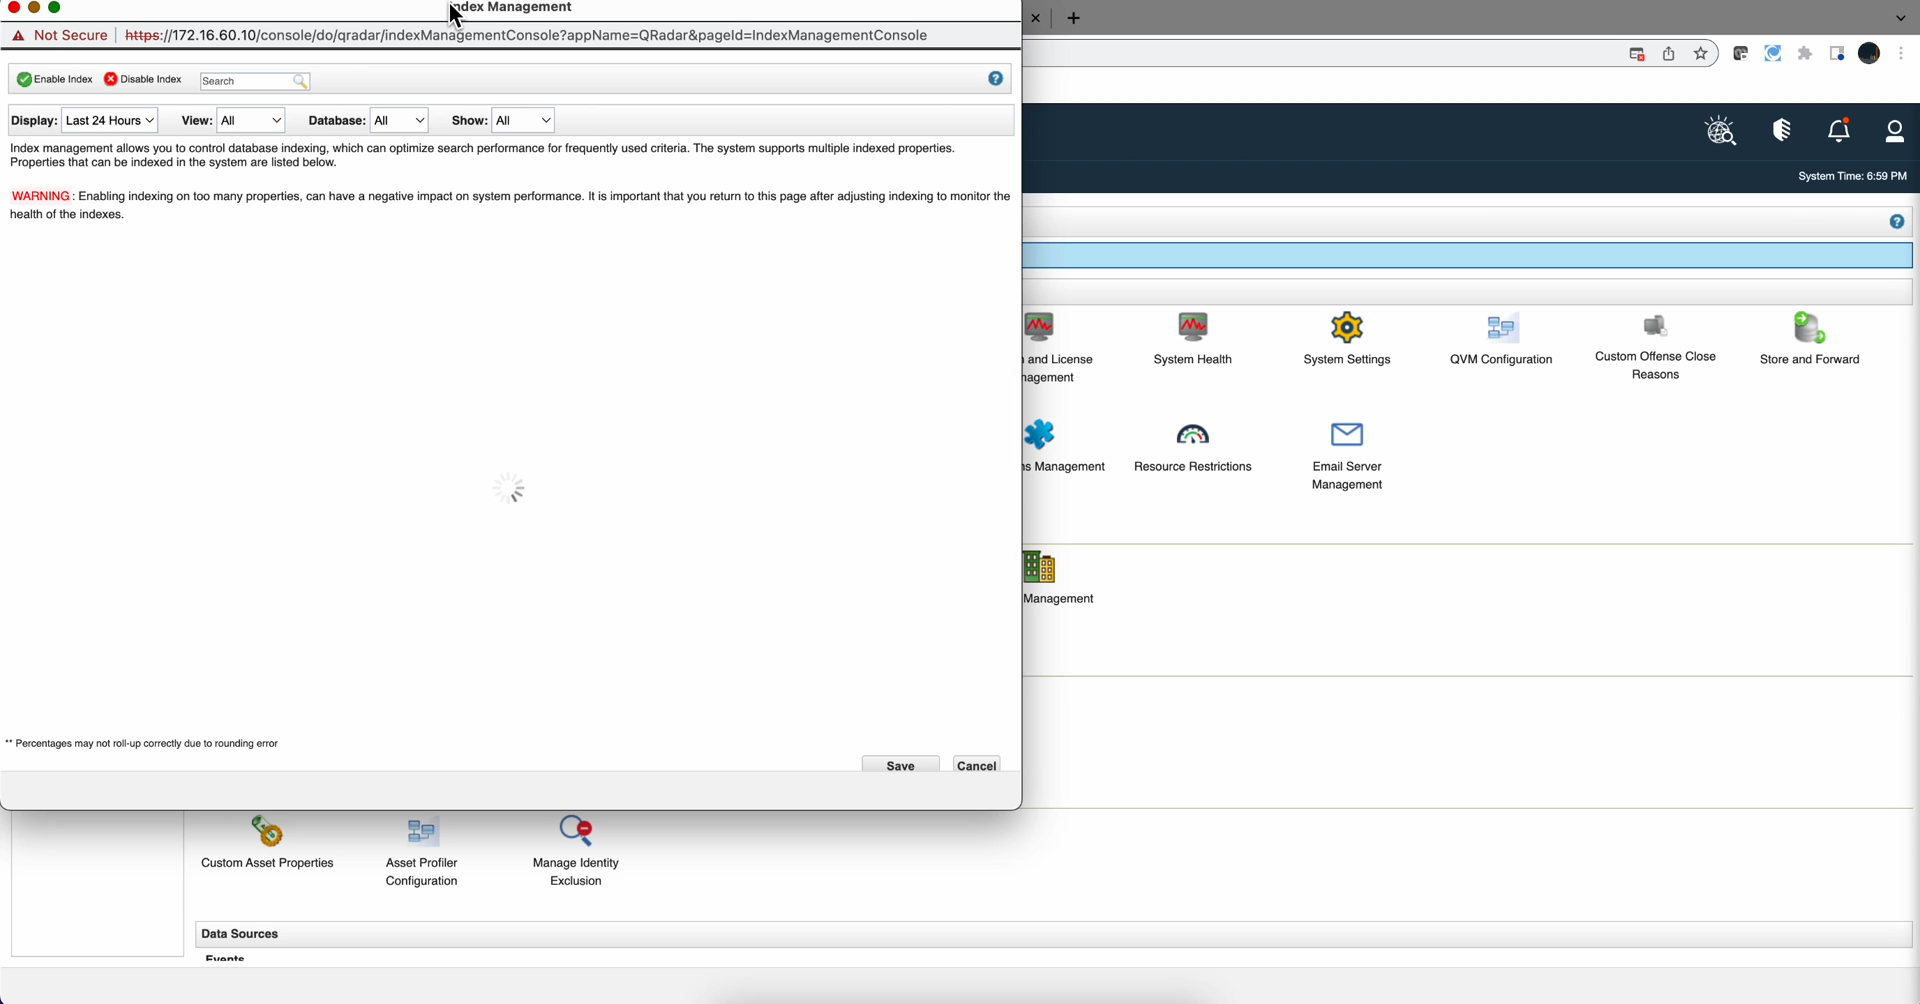 ndex Management
Not Secure | https://172.16.60.10/console/do/qradar/indexManagementConsole?appName=QRadar&pageId=IndexManagementConsole
Enable Index Disable Index Search
Display: Last 24 Hours View: All Database: All Show: All
Index management allows you to control database indexing, which can optimize search performance for frequently used criteria. The system supports multiple indexed properties.
Properties that can be indexed in the system are listed below.
WARNING : Enabling indexing on too many properties, can have a negative impact on system performance. It is important that you return to this page after adjusting indexing to monitor the
health of the indexes.
** Percentages may not roll-up correctly due to rounding error
Save Cancel
System Time: 6:59 PM
and License
nagement
System Health
System Settings
QVM Configuration
Custom Offense Close
Reasons
Store and Forward
ns Management
Resource Restrictions
Email Server
Management
Management
Custom Asset Properties
Asset Profiler
Configuration
Manage Identity
Exclusion
Data Sources
Events